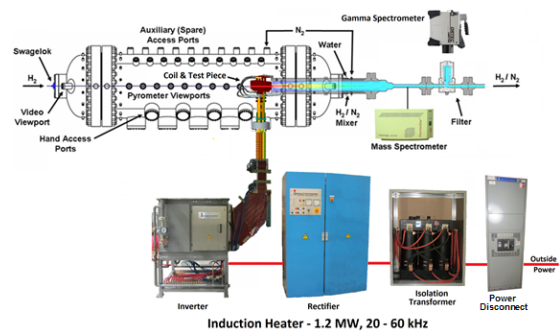 Gamma Spectrometer
Auxiliary (Spare)
Access Ports
N₂
Water
Swagelok
Coil & Test Piece
H₂
H₂ / N₂
Pyrometer Viewports
Video
Viewport
H₂ / N₂
Mixer
Filter
Hand Access
Ports
Mass Spectrometer
Outside
Power
Inverter
Rectifier
Isolation
Transformer
Power
Disconnect
Induction Heater - 1.2 MW, 20 - 60 kHz